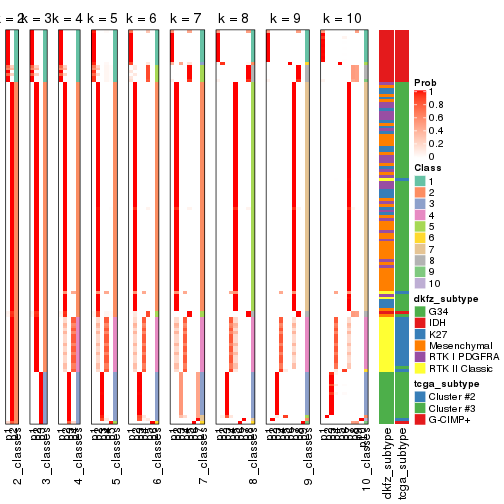 k = 2
k = 3
k = 4
k = 5
k = 6
k = 7
k = 8
k = 9
k = 10
Prob
1
0.8
0.6
0.4
0.2
0
Class
1
2
3
4
5
6
7
8
9
10
dkfz_subtype
G34
IDH
K27
Mesenchymal
RTK I PDGFRA
RTK II Classic
tcga_subtype
Cluster #2
Cluster #3
G-CIMP+
2_classes
3_classes
4_classes
5_classes
6_classes
7_classes
8_classes
9_classes
10_classes
dkfz_subtype
tcga_subtype